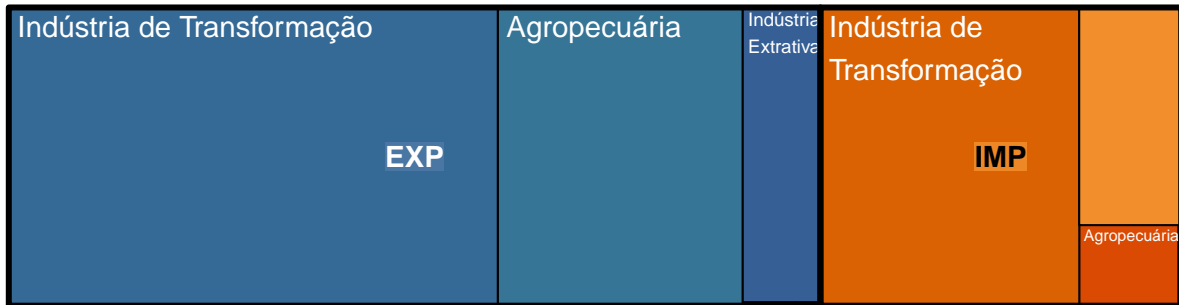 Indústria de Transformação
EXP
Agropecuária
Indústria
Extrativa
Indústria de
Transformação
IMP
Agropecuária